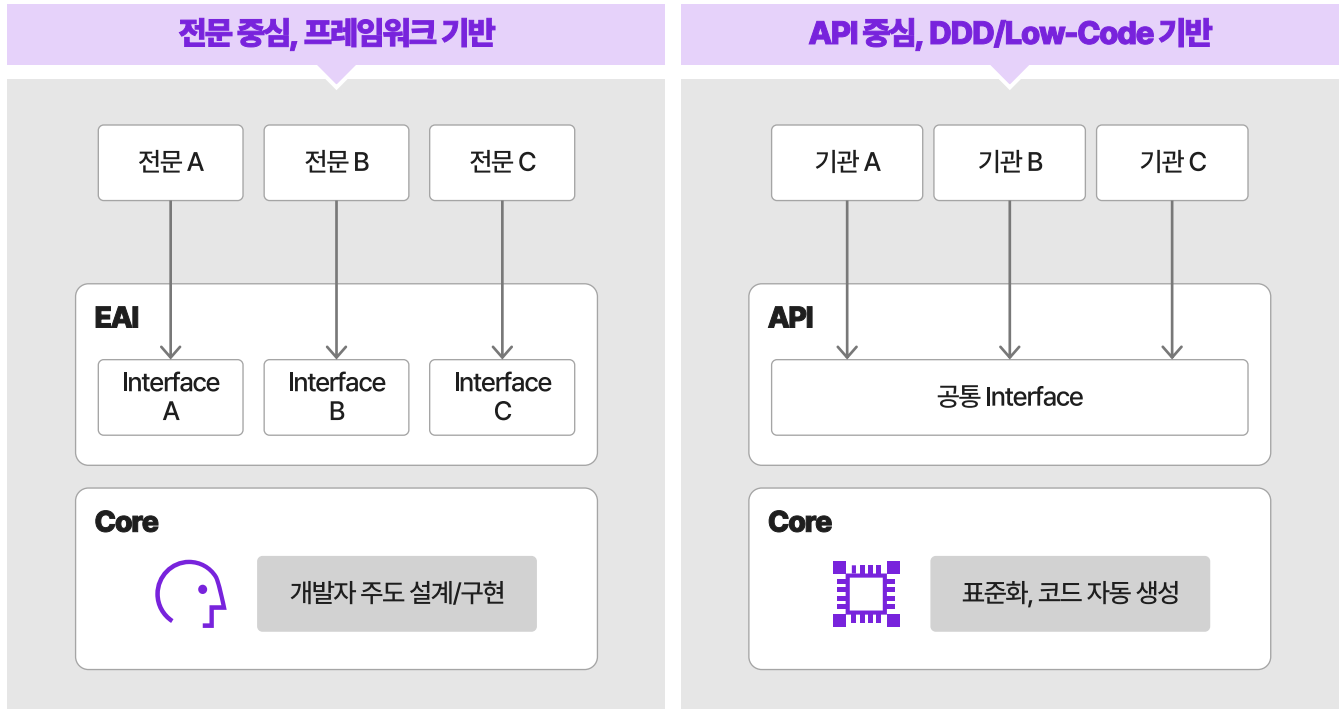 전문 중심, 프레임워크 기반
전문 A
전문 B
전문 C
EAI
Interface
A
Interface
B
Interface
C
Core
개발자 주도 설계/구현
API 중심, DDD/Low-Code 기반
기관 A
기관 B
기관 C
API
공통 Interface
Core
표준화, 코드 자동 생성